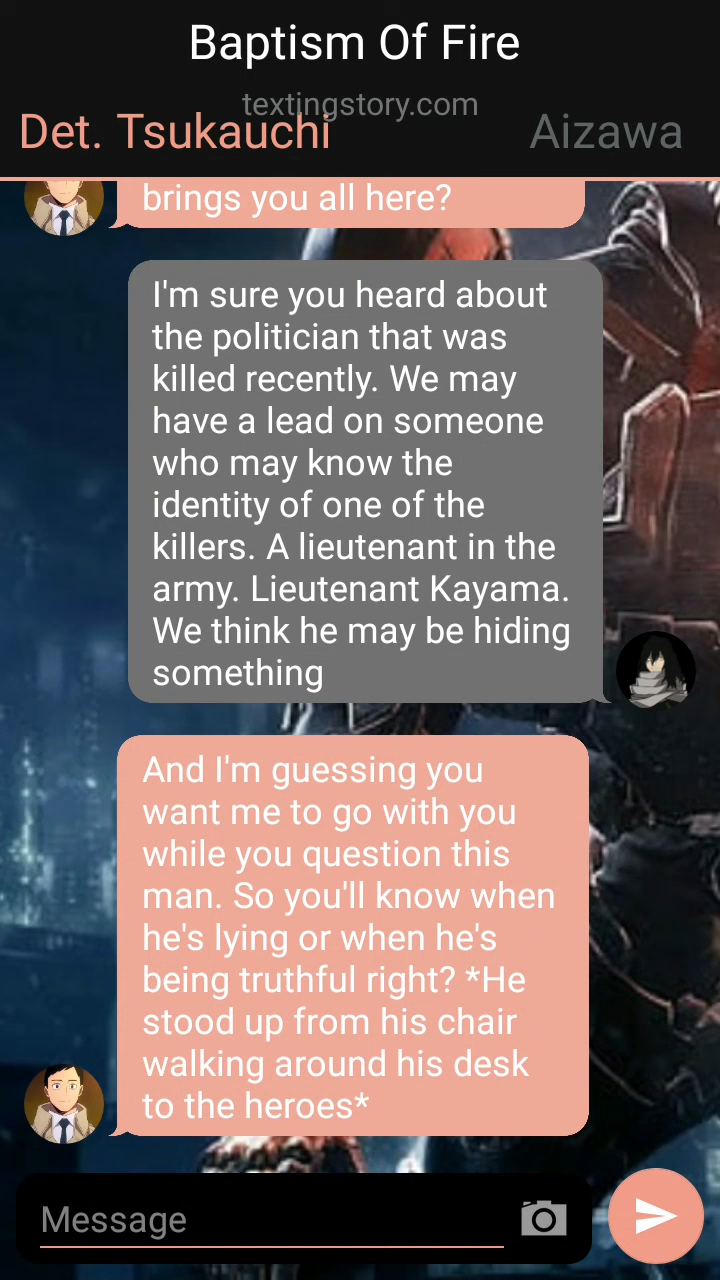 Baptism Of Fire
textingstory.com
Det. Tsukauchi
Aizawa
brings you all here?
I'm sure you heard about
the politician that was
killed recently. We may
have a lead on someone
who may know the
identity of one of the
killers. A lieutenant in the
army. Lieutenant Kayama.
We think he may be hiding
something
And I'm guessing you
want me to go with you
while you question this
man. So you'll know when
he's lying or when he's
being truthful right? *He
stood up from his chair
walking around his desk
to the heroes*
Message